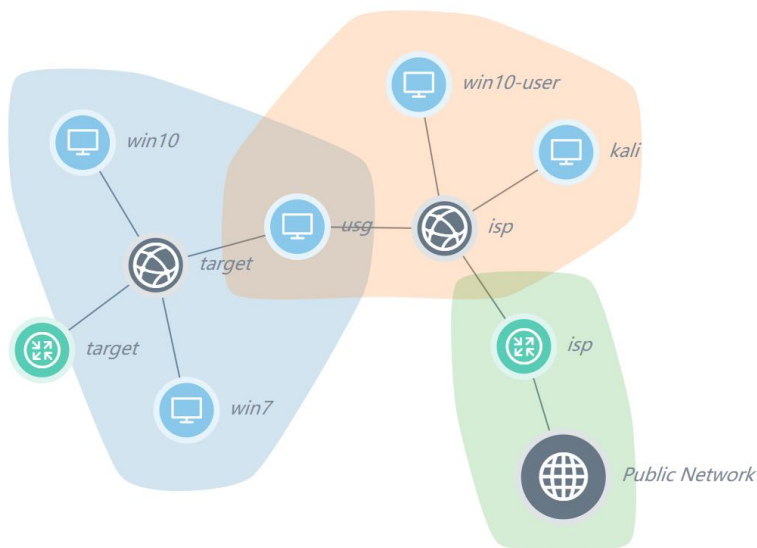 win10-user
win10
kali
usg
isp
target
target
isp
win7
Public Network